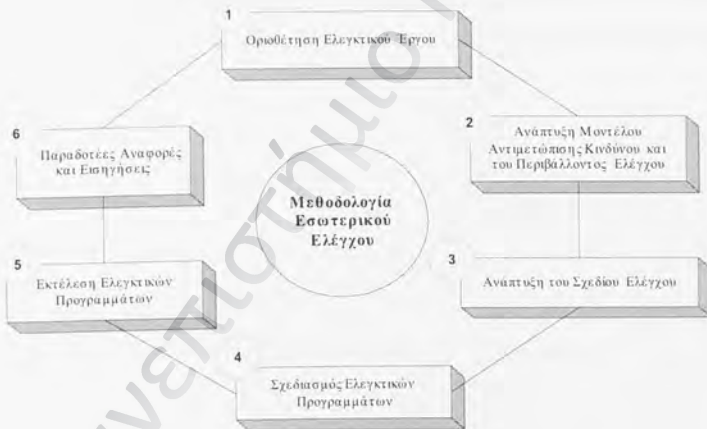 1
Οριοθέτηση Ελεγκτικού Έργου
2
Ανάπτυξη Μοντέλου
Αντιμετώπισης Κινδύνου και
του Περιβάλλοντος Ελέγχου
3
Ανάπτυξη του Σχεδίου Ελέγχου
4
Σχεδιασμός Ελεγκτικών
Προγραμμάτων
5
Εκτέλεση Ελεγκτικών
Προγραμμάτων
6
Παραδοτέες Αναφορές
και Εισηγήσεις
Μεθοδολογία
Εσωτερικού
Ελέγχου